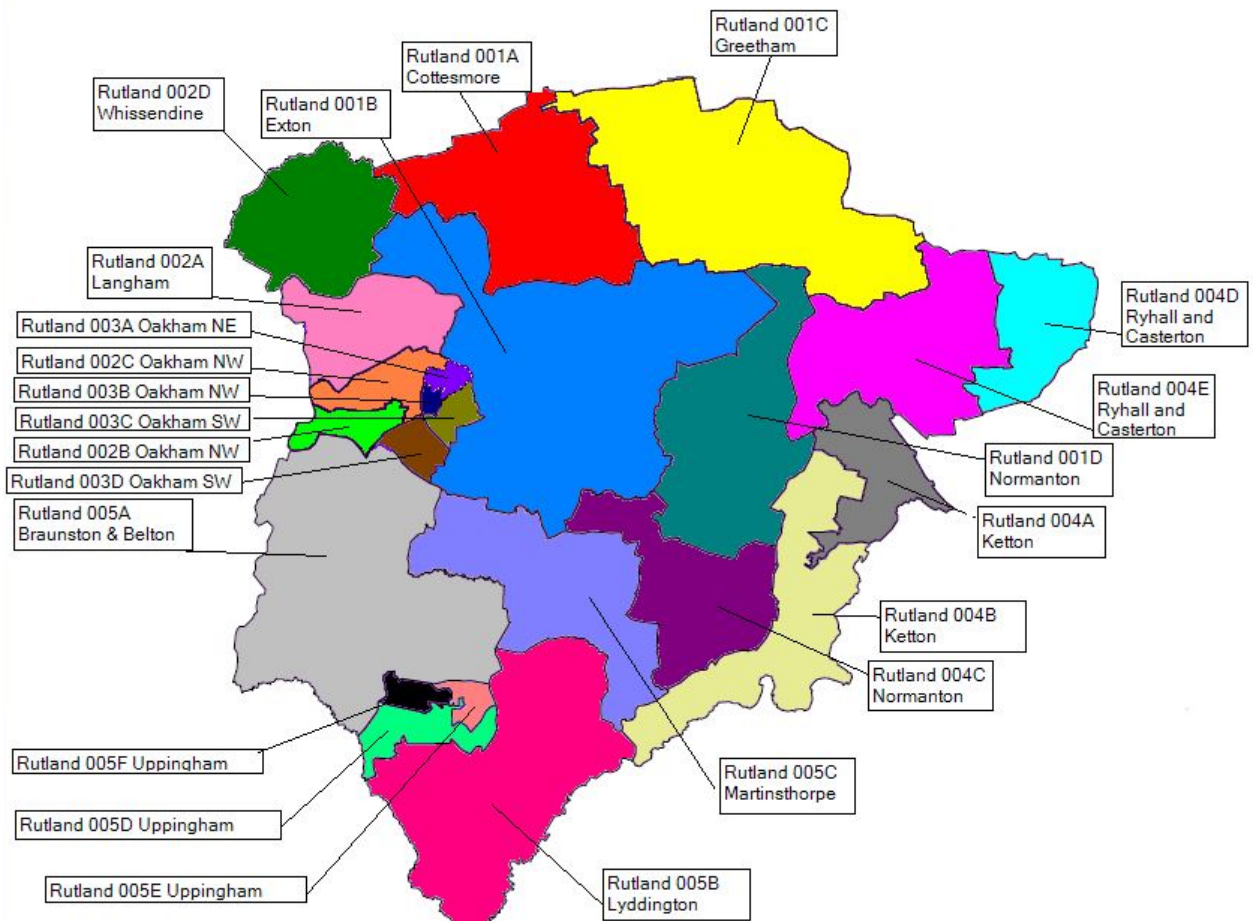 Rutland 001C
Greetham
Rutland 001A
Cottesmore
Rutland 002D
Whissendine
Rutland 001B
Exton
Rutland 002A
Langham
Rutland 003A Oakham NE
Rutland 002C Oakham NW
Rutland 003B Oakham NW
Rutland 003C Oakham SW
Rutland 002B Oakham NW
Rutland 003D Oakham SW
Rutland 005A
Braunston & Belton
Rutland 004D
Ryhall and
Casterton
Rutland 004E
Ryhall and
Casterton
Rutland 001D
Normanton
Rutland 004A
Ketton
Rutland 004B
Ketton
Rutland 004C
Normanton
Rutland 005F Uppingham
Rutland 005C
Martinsthorpe
Rutland 005D Uppingham
Rutland 005E Uppingham
Rutland 005B
Lyddington